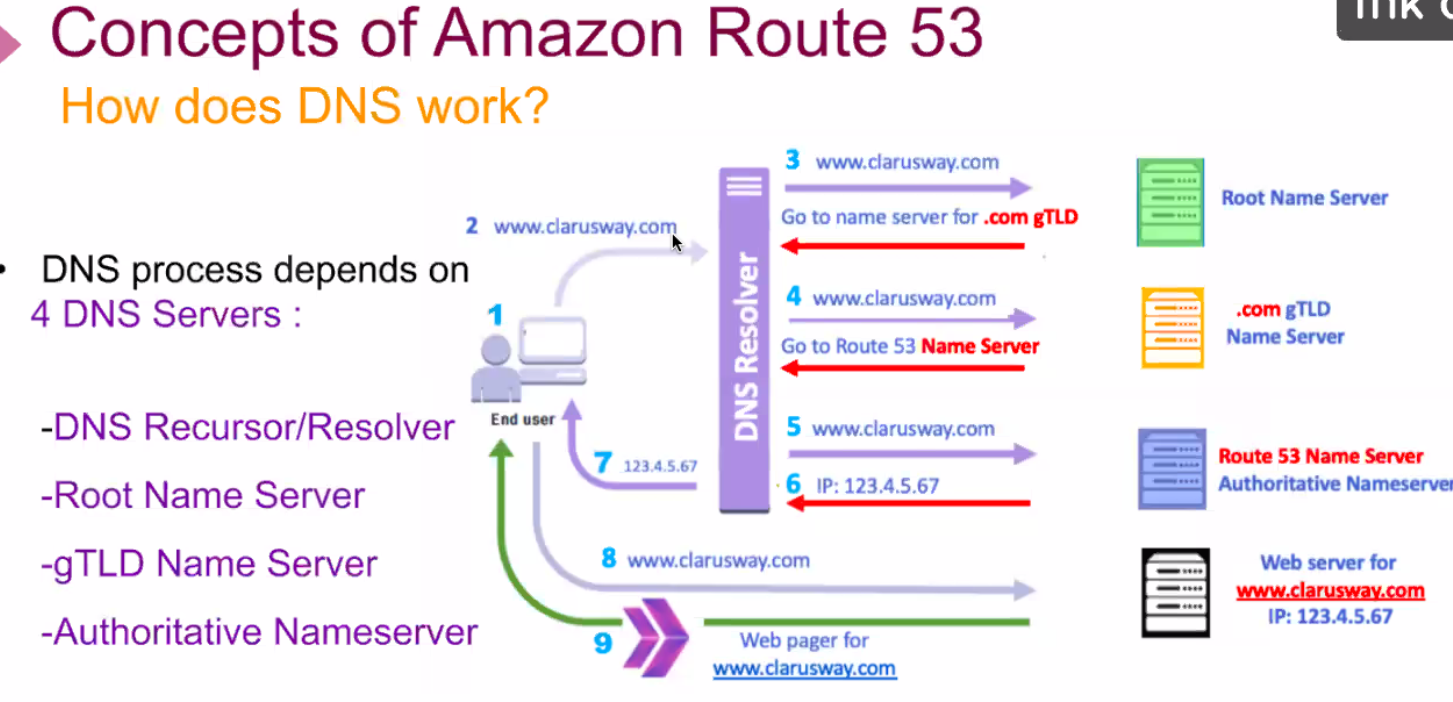 Concepts of Amazon Route 53
How does DNS work?
• DNS process depends on
4 DNS Servers :
-DNS Recursor/Resolver
-Root Name Server
-gTLD Name Server
-Authoritative Nameserver
1
End user
2 www.clarusway.com
DNS Resolver
3 www.clarusway.com
Go to name server for .com gTLD
4 www.clarusway.com
Go to Route 53 Name Server
5 www.clarusway.com
6 IP: 123.4.5.67
7 123.4.5.67
8 www.clarusway.com
9
Web pager for
www.clarusway.com
Root Name Server
.com gTLD
Name Server
Route 53 Name Server
Authoritative Nameserver
Web server for
www.clarusway.com
IP: 123.4.5.67